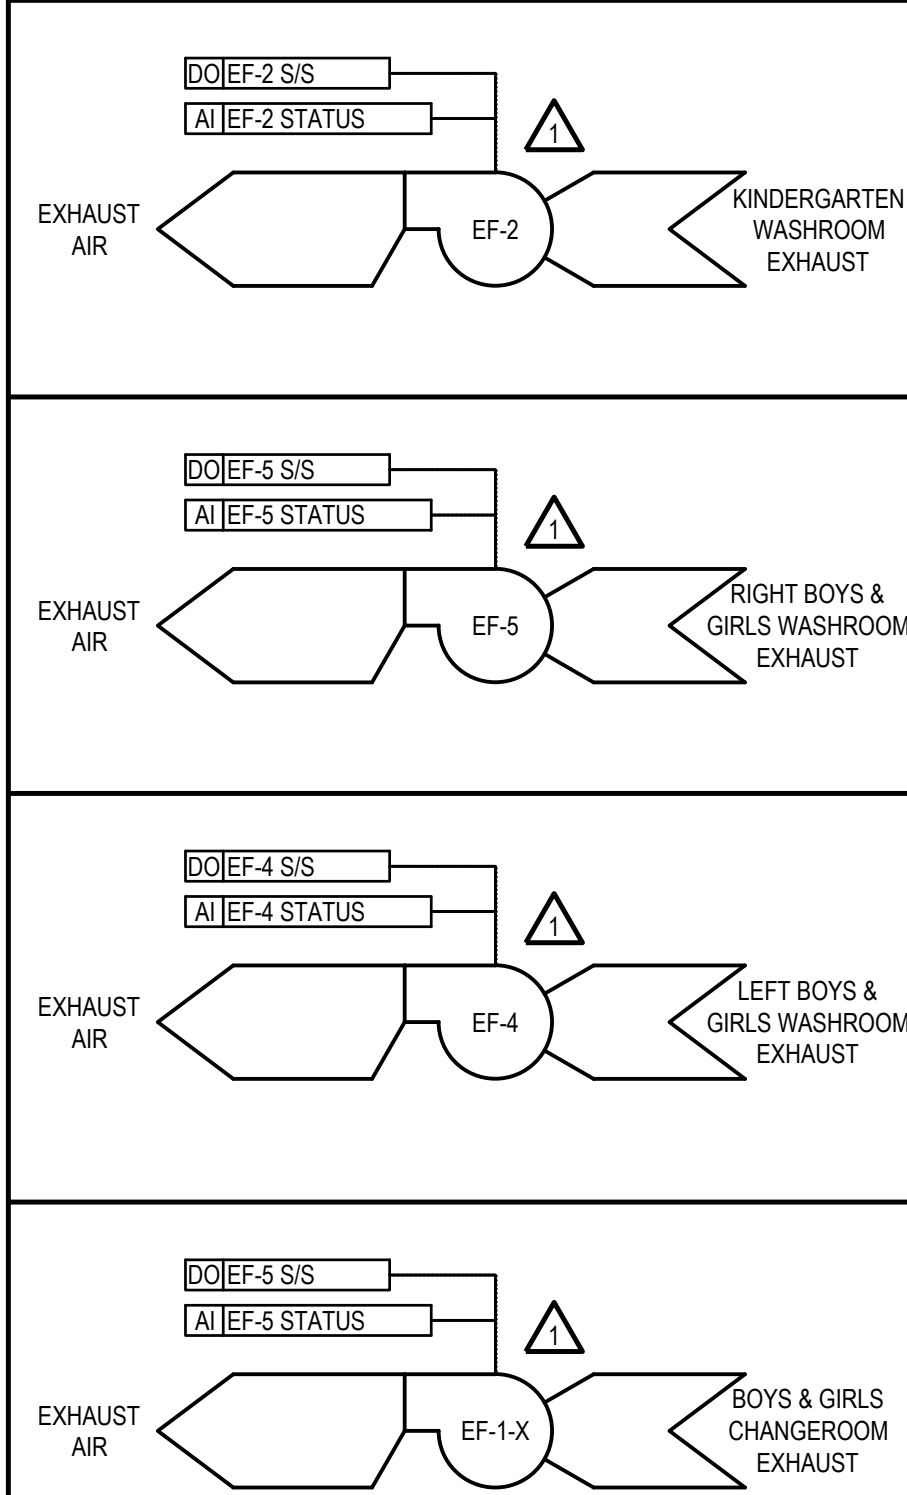 DO EF-2 S/S
AI EF-2 STATUS
1
EXHAUST
AIR
EF-2
KINDERGARTEN
WASHROOM
EXHAUST
DO EF-5 S/S
AI EF-5 STATUS
1
EXHAUST
AIR
EF-5
RIGHT BOYS &
GIRLS WASHROOM
EXHAUST
DO EF-4 S/S
AI EF-4 STATUS
1
EXHAUST
AIR
EF-4
LEFT BOYS &
GIRLS WASHROOM
EXHAUST
DO EF-5 S/S
AI EF-5 STATUS
1
EXHAUST
AIR
EF-1-X
BOYS & GIRLS
CHANGEROOM
EXHAUST